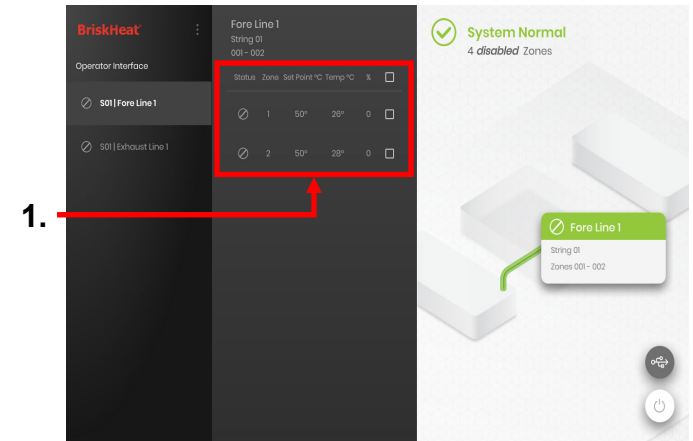 BriskHeat
Operator Interface
S01 | Fore Line 1
S01 | Exhaust Line 1
Fore Line 1
String 01
001 - 002
Status Zone Set Point °C Temp °C %
1 50° 26° 0
2 50° 28° 0
1.
System Normal
4 disabled Zones
Fore Line 1
String 01
Zones 001 - 002